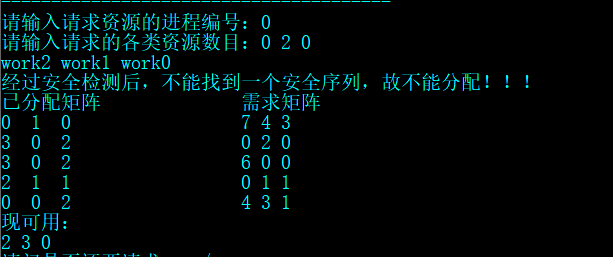 请输入请求资源的进程编号：0
请输入请求的各类资源数目：0 2 0
work2 work1 work0
经过安全检测后，不能找到一个安全序列，故不能分配！！！
已分配矩阵 需求矩阵
0 1 0 7 4 3
3 0 2 0 2 0
3 0 2 6 0 0
2 1 1 0 1 1
0 0 2 4 3 1
现可用：
2 3 0